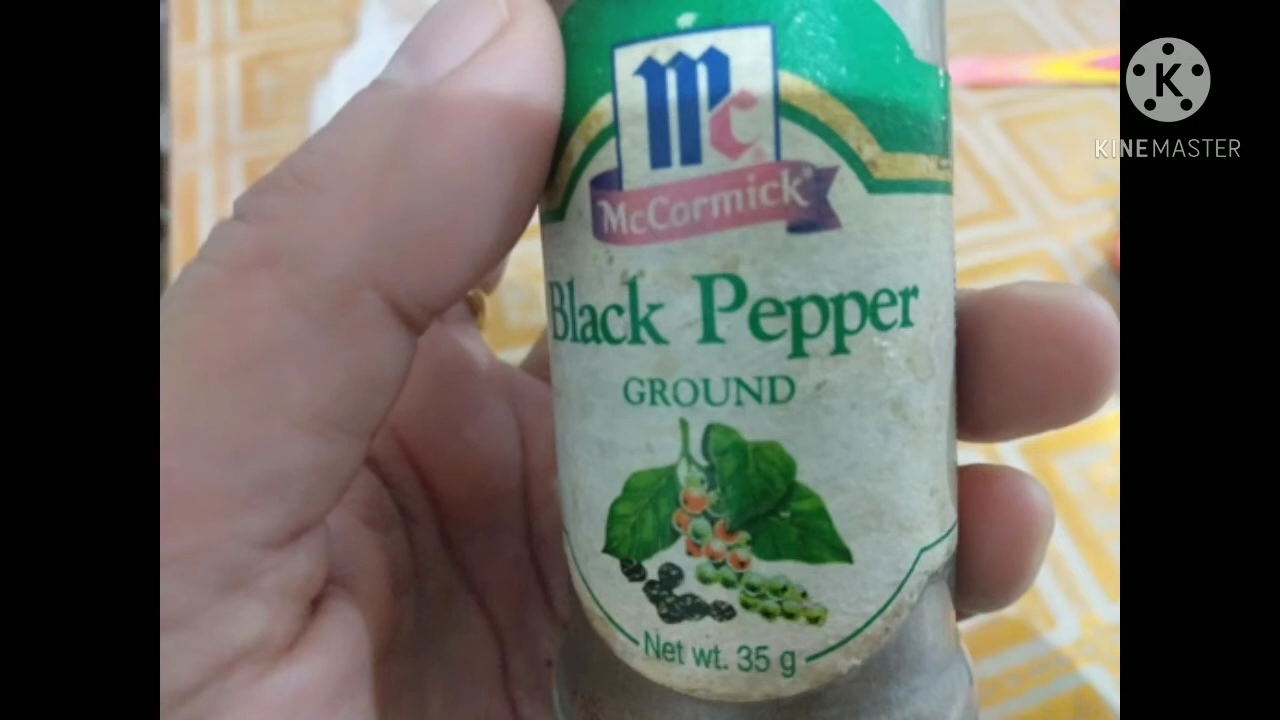 Mc
McCormick®
Black Pepper
GROUND
Net wt. 35 g
K
KINEMASTER